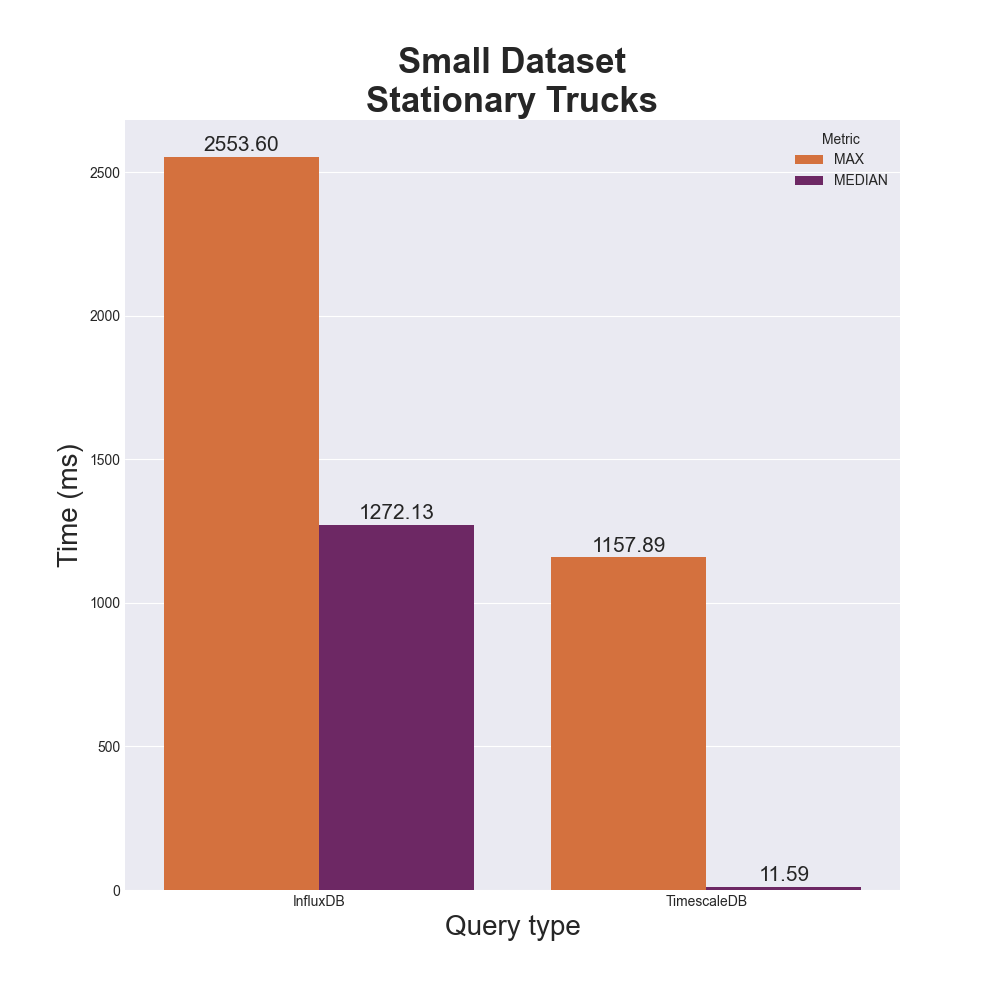 Small Dataset
Stationary Trucks
Metric
MAX
MEDIAN
2553.60
1272.13
1157.89
11.59
2500
2000
1500
1000
500
0
Time (ms)
InfluxDB
TimescaleDB
Query type